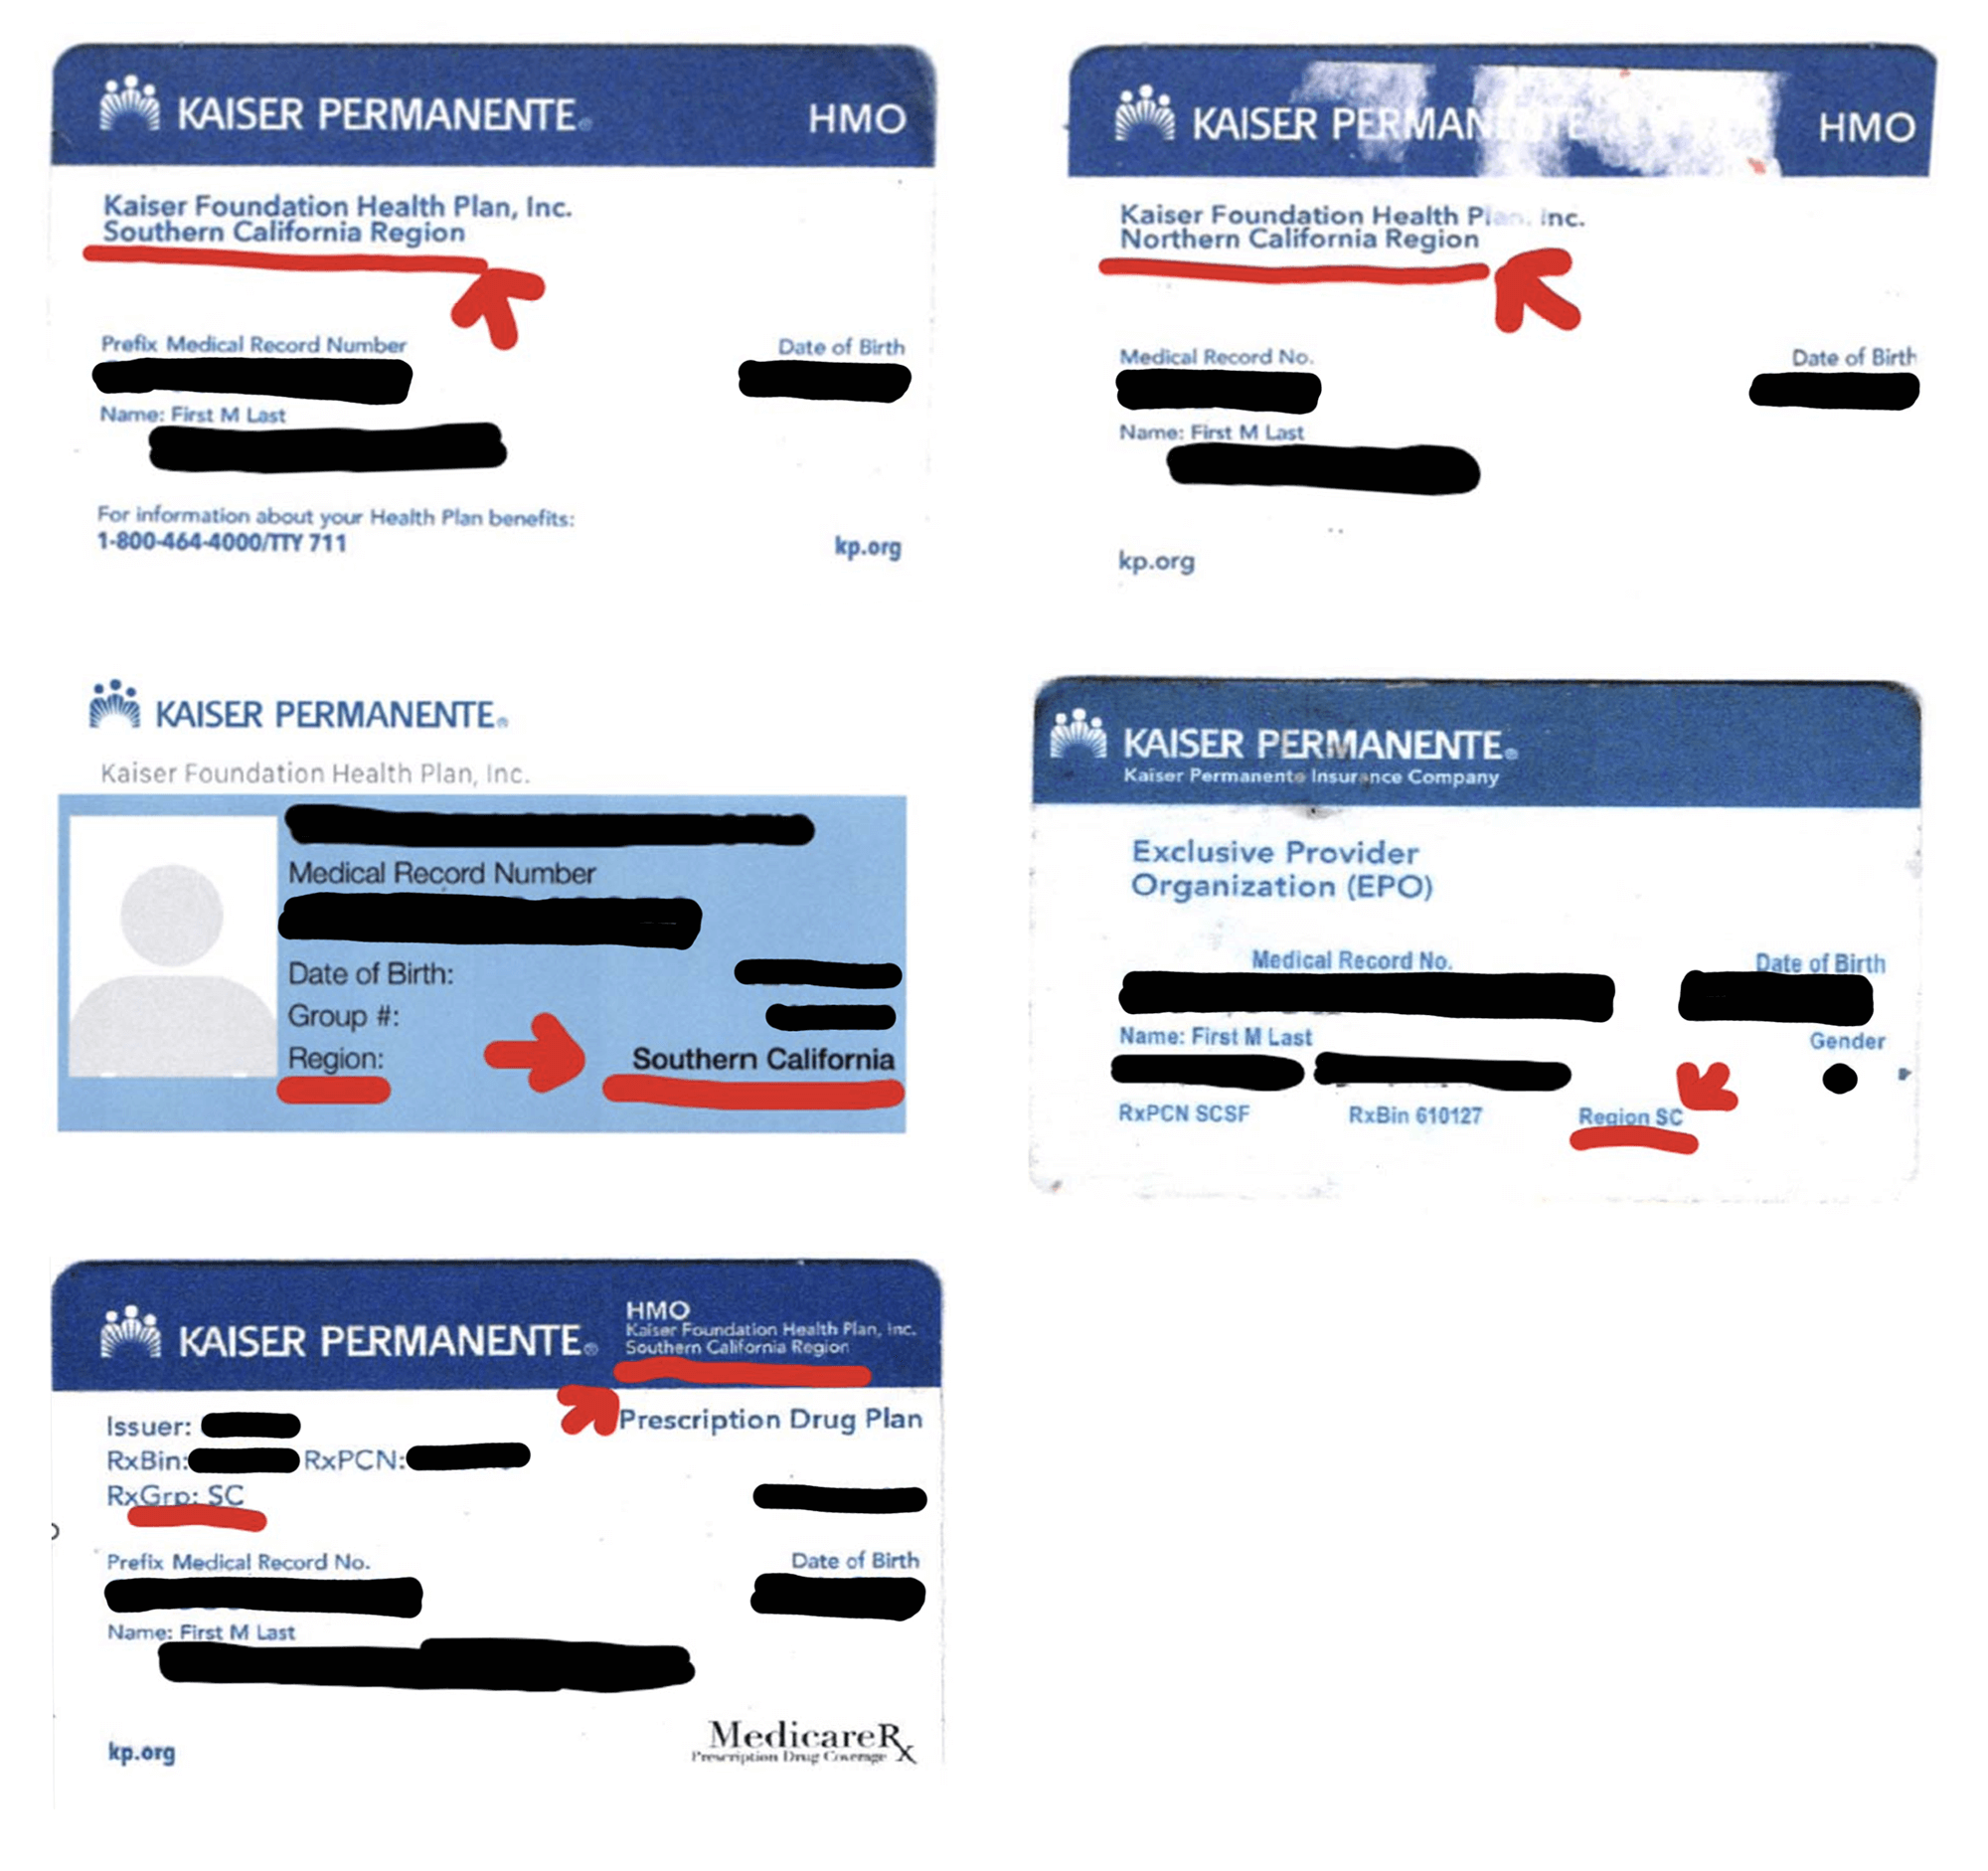 KAISER PERMANENTE®
HMO
Kaiser Foundation Health Plan, Inc.
Southern California Region
Prefix Medical Record Number
Date of Birth
Name: First M Last
For information about your Health Plan benefits:
1-800-464-4000/TTY 711
kp.org
KAISER PERMANENTE
HMO
Kaiser Foundation Health Plan, Inc.
Northern California Region
Medical Record No.
Date of Birth
Name: First M Last
kp.org
KAISER PERMANENTE®
Kaiser Foundation Health Plan, Inc.
Medical Record Number
Date of Birth:
Group #:
Region: Southern California
KAISER PERMANENTE®
Kaiser Permanente Insurance Company
Exclusive Provider
Organization (EPO)
Medical Record No.
Date of Birth
Name: First M Last
Gender
RxPCN SCSF RxBin 610127 Region SC
KAISER PERMANENTE®
HMO
Kaiser Foundation Health Plan, Inc.
Southern California Region
Prescription Drug Plan
Issuer:
RxBin: RxPCN:
RxGrp: SC
Prefix Medical Record No.
Date of Birth
Name: First M Last
kp.org
MedicareRx
Prescription Drug Coverage